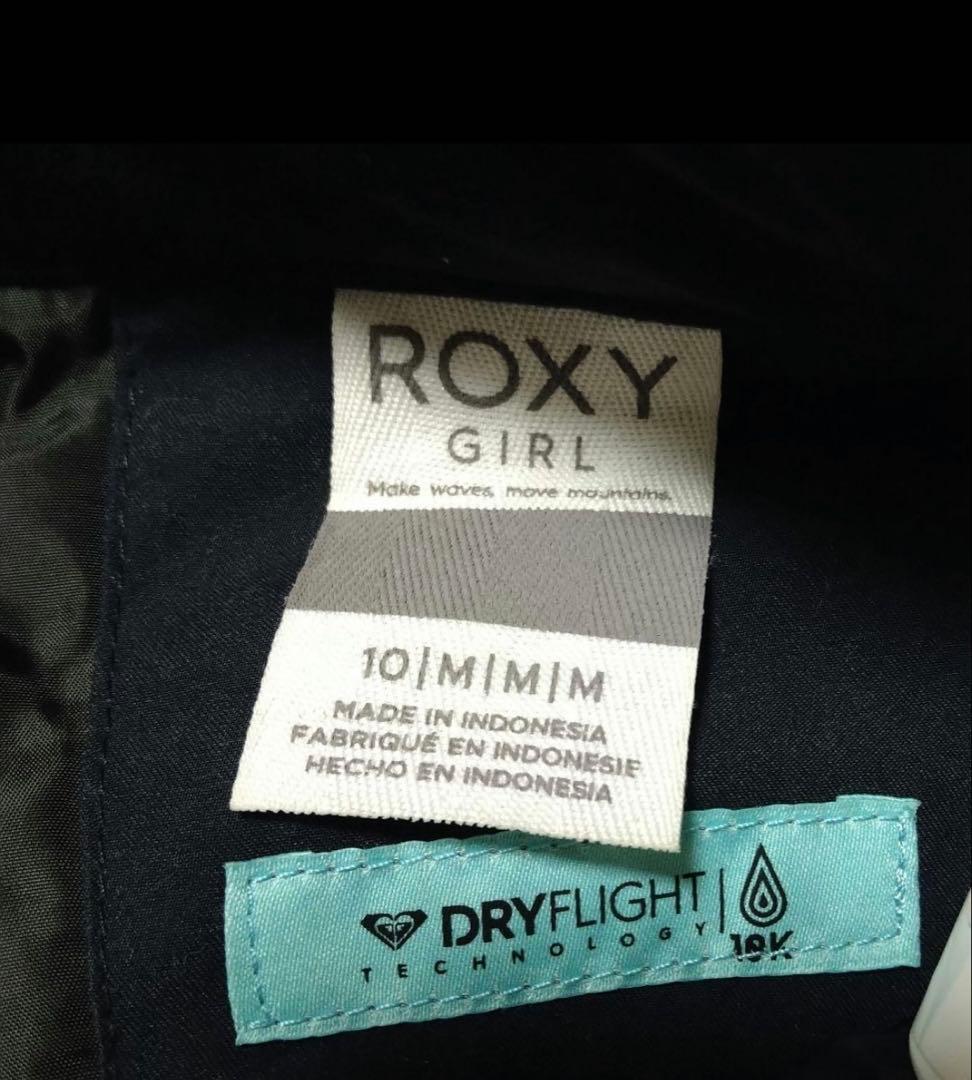 ROXY
GIRL
Make waves, move mountains.
10|M|M|M
MADE IN INDONESIA
FABRIQUÉ EN INDONESIE
HECHO EN INDONESIA
DRYFLIGHT
TECHNOLOGY
10K